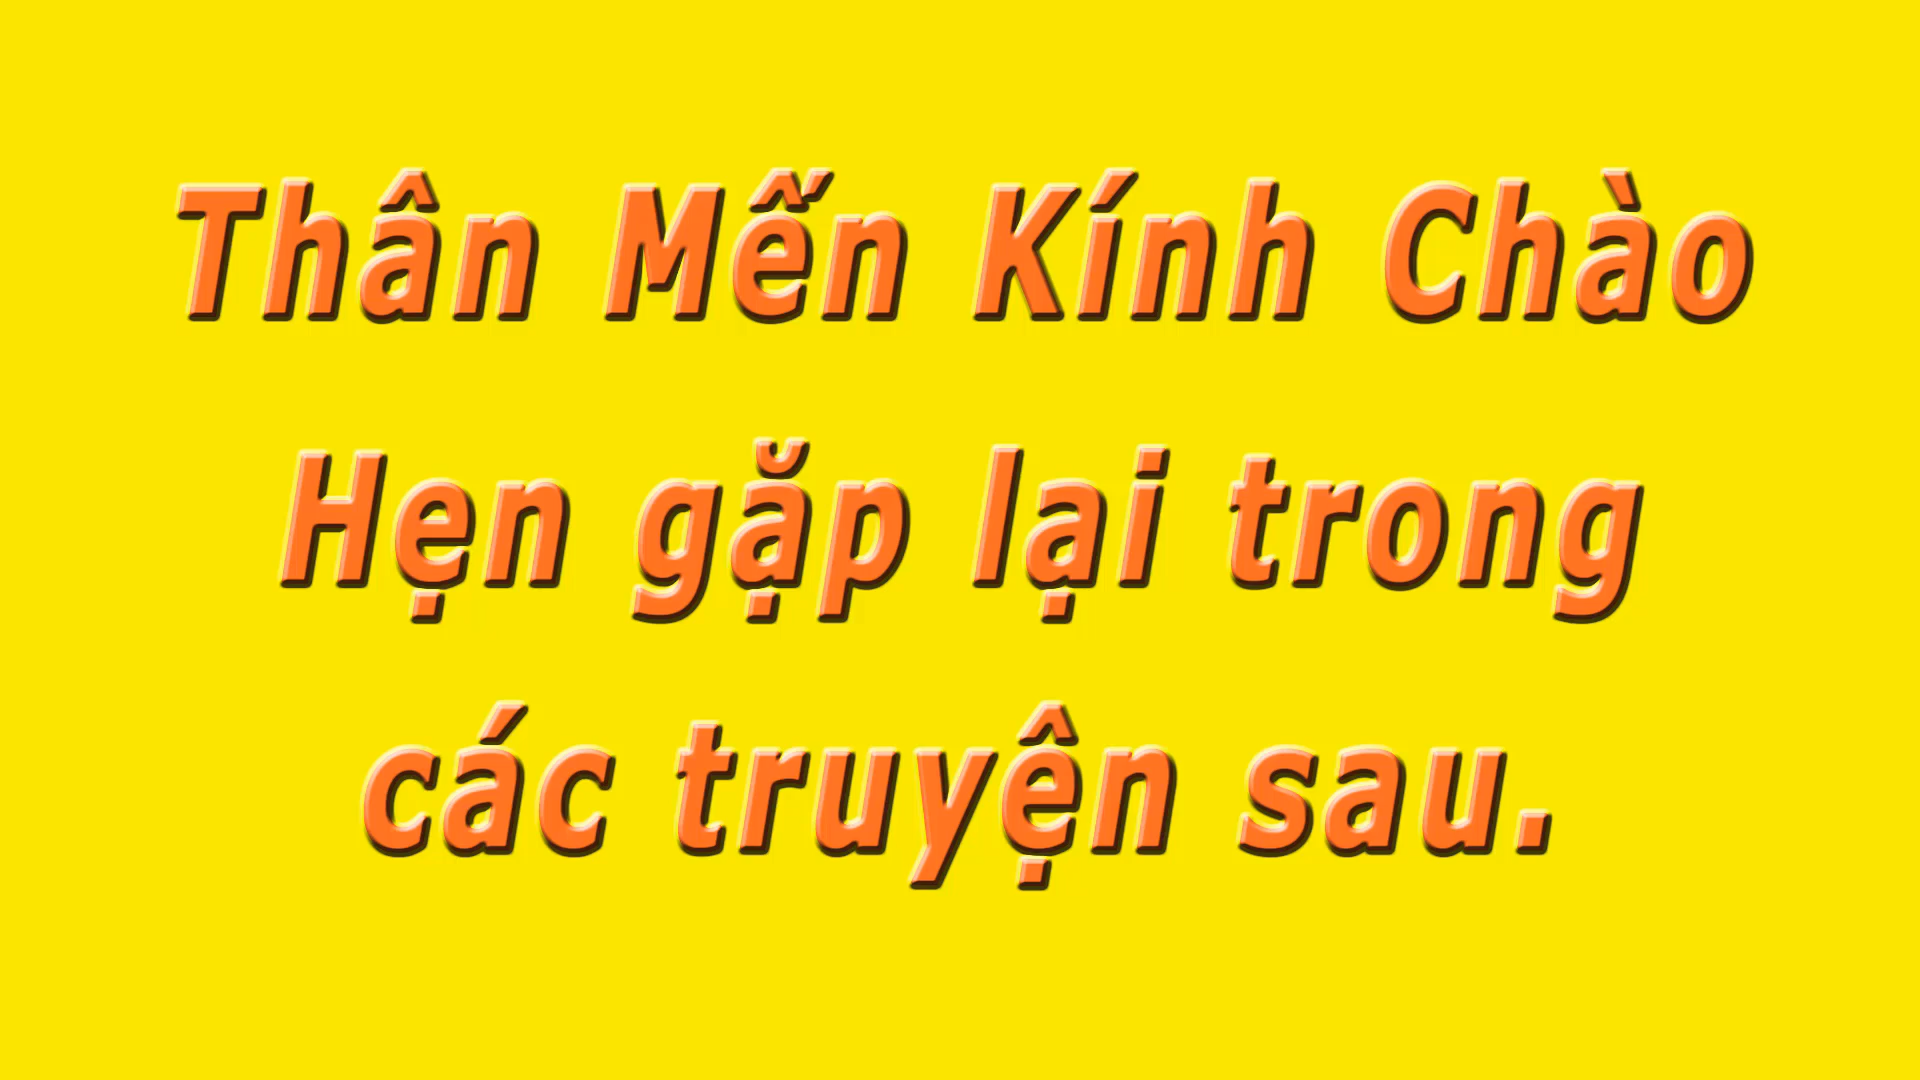 Thân Mến Kính Chào
Hẹn gặp lại trong
các truyện sau.